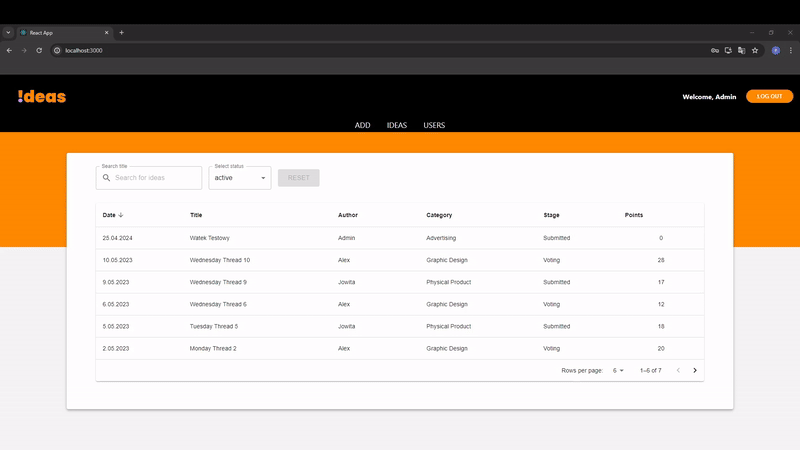 React App
localhost:3000
!deas
Welcome, Admin
LOG OUT
ADD IDEAS USERS
Search title
Search for ideas
Select status
active
RESET
Date Title Author Category Stage Points
25.04.2024 Watek Testowy Admin Advertising Submitted 0
10.05.2023 Wednesday Thread 10 Alex Graphic Design Voting 28
9.05.2023 Wednesday Thread 9 Jowita Physical Product Submitted 17
6.05.2023 Wednesday Thread 6 Alex Graphic Design Voting 12
5.05.2023 Tuesday Thread 5 Jowita Physical Product Submitted 18
2.05.2023 Monday Thread 2 Alex Graphic Design Voting 20
Rows per page: 6 1–6 of 7